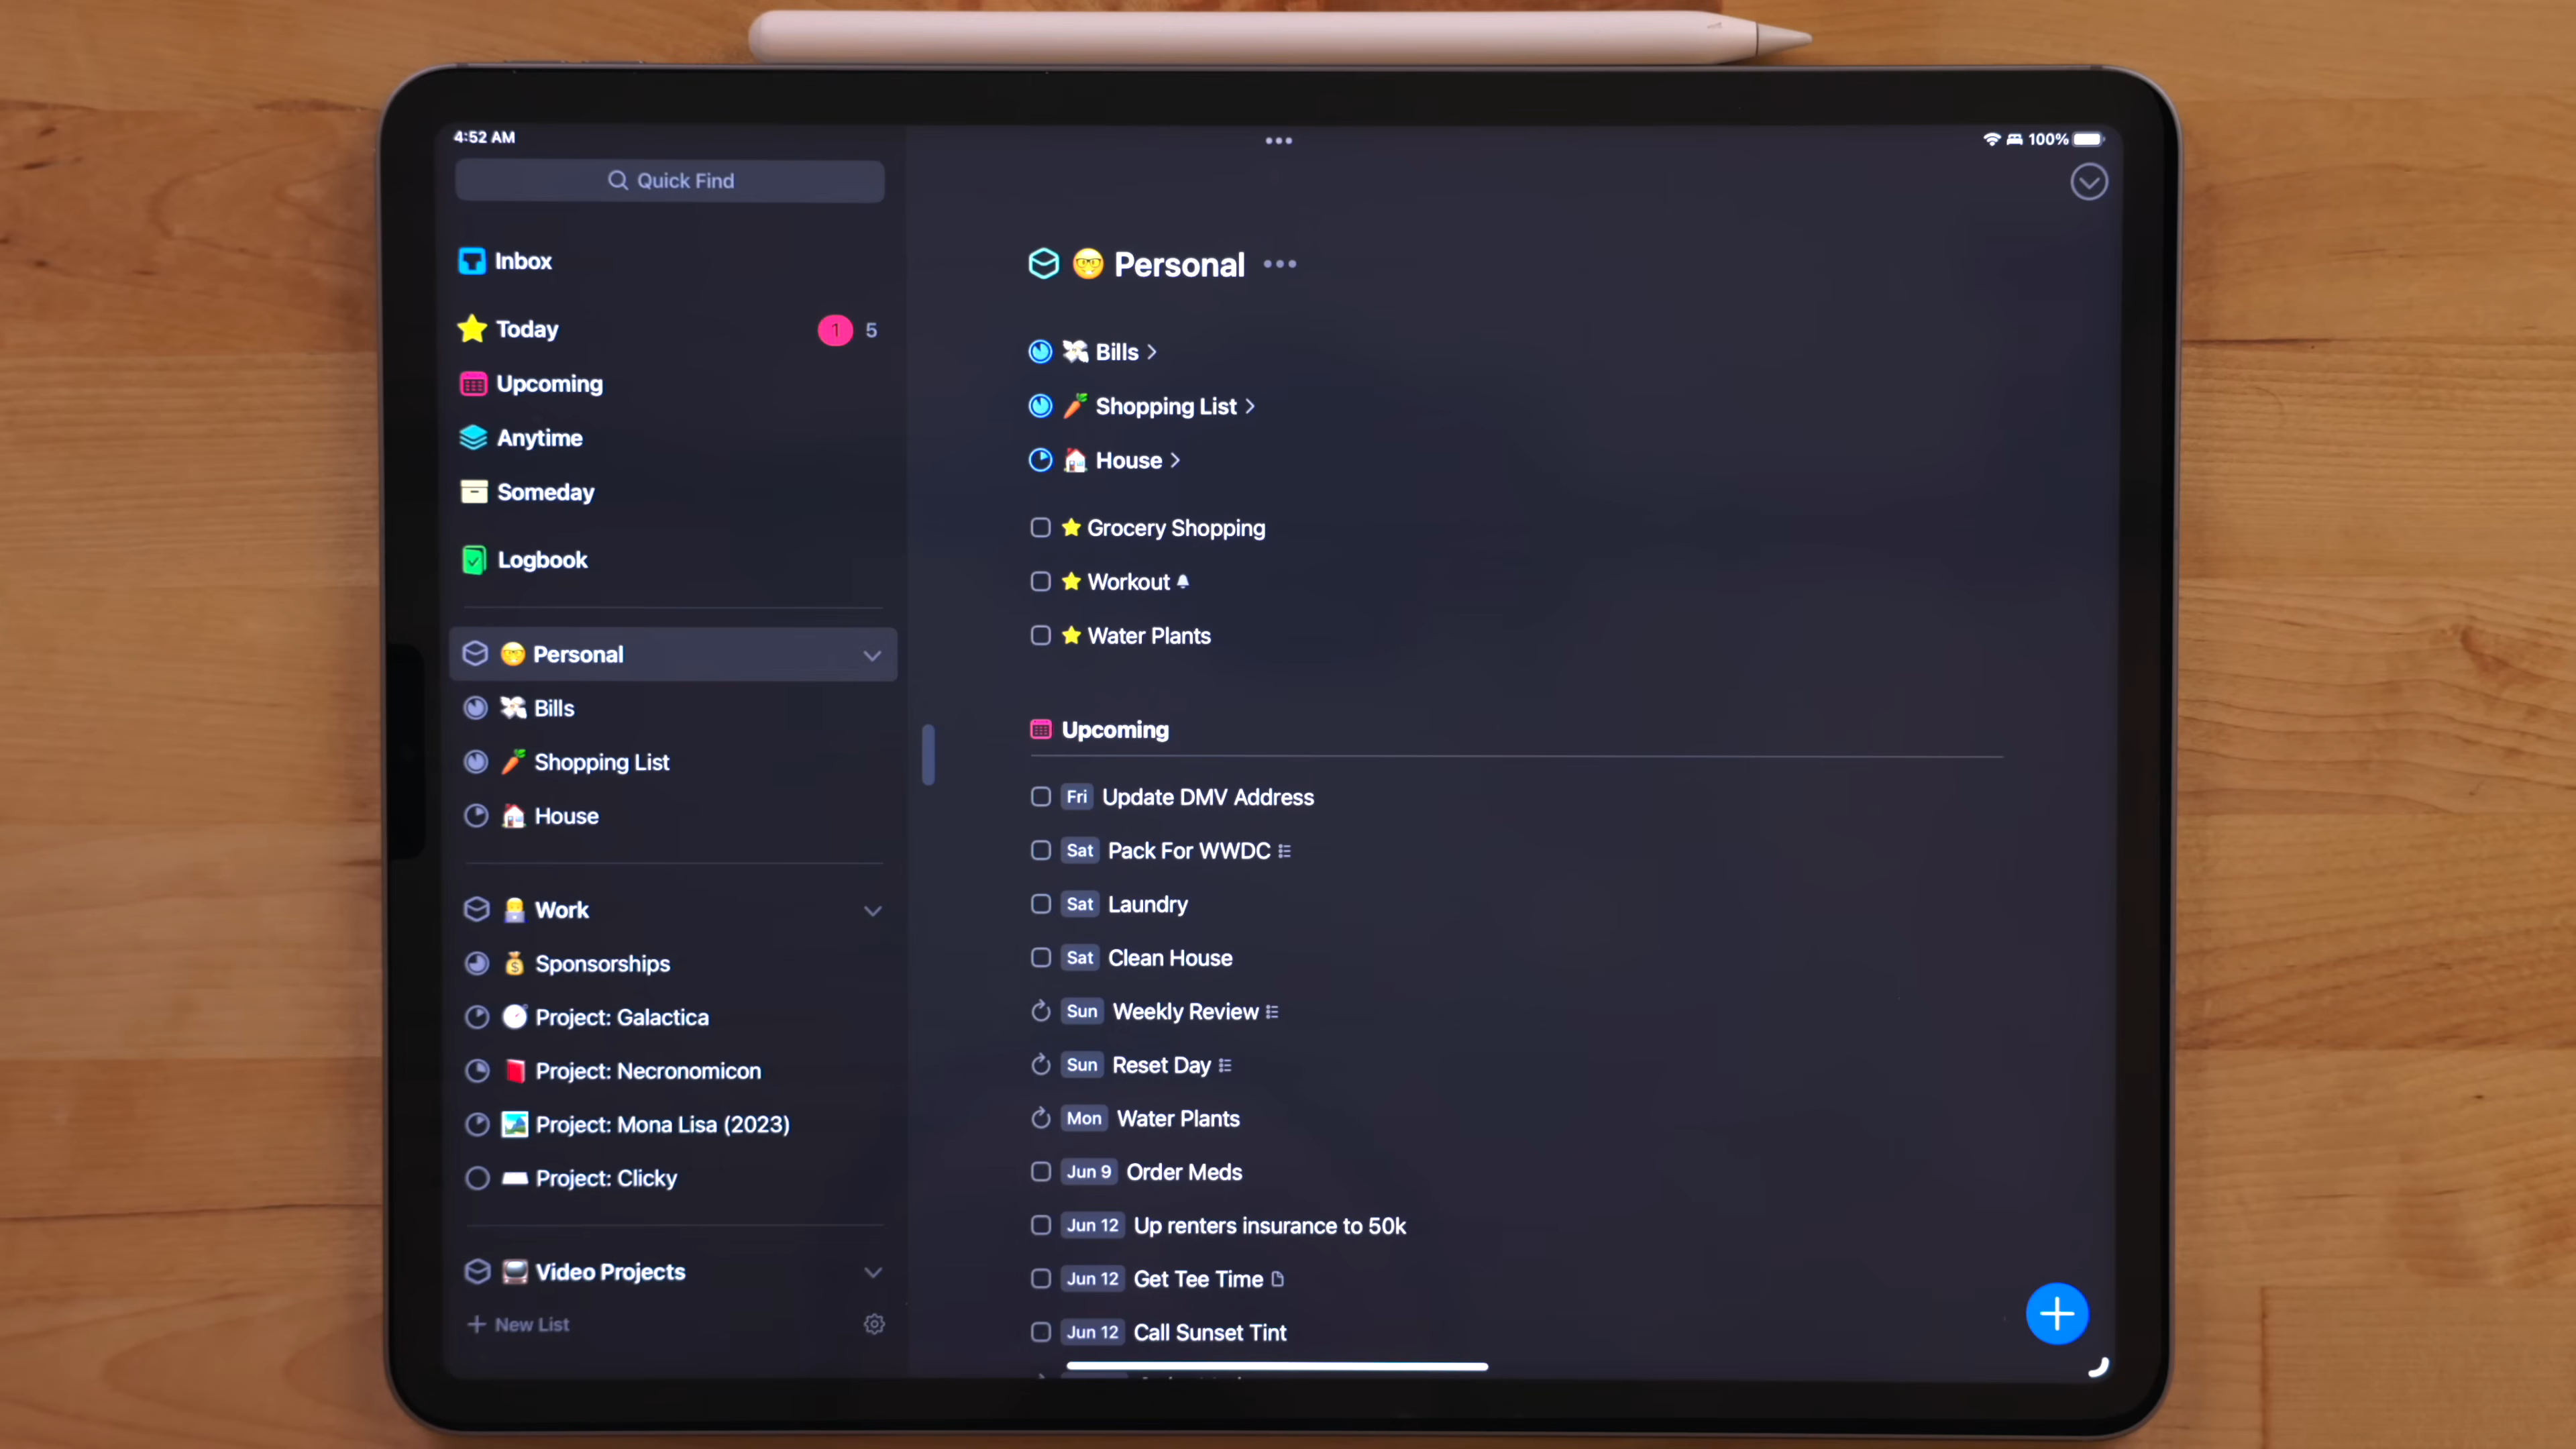 4:52 AM
100%
Quick Find
Inbox
Today 1 5
Upcoming
Anytime
Someday
Logbook
Personal
Bills
Shopping List
House
Work
Sponsorships
Project: Galactica
Project: Necronomicon
Project: Mona Lisa (2023)
Project: Clicky
Video Projects
New List
Personal
Bills
Shopping List
House
Grocery Shopping
Workout
Water Plants
Upcoming
Fri Update DMV Address
Sat Pack For WWDC
Sat Laundry
Sat Clean House
Sun Weekly Review
Sun Reset Day
Mon Water Plants
Jun 9 Order Meds
Jun 12 Up renters insurance to 50k
Jun 12 Get Tee Time
Jun 12 Call Sunset Tint